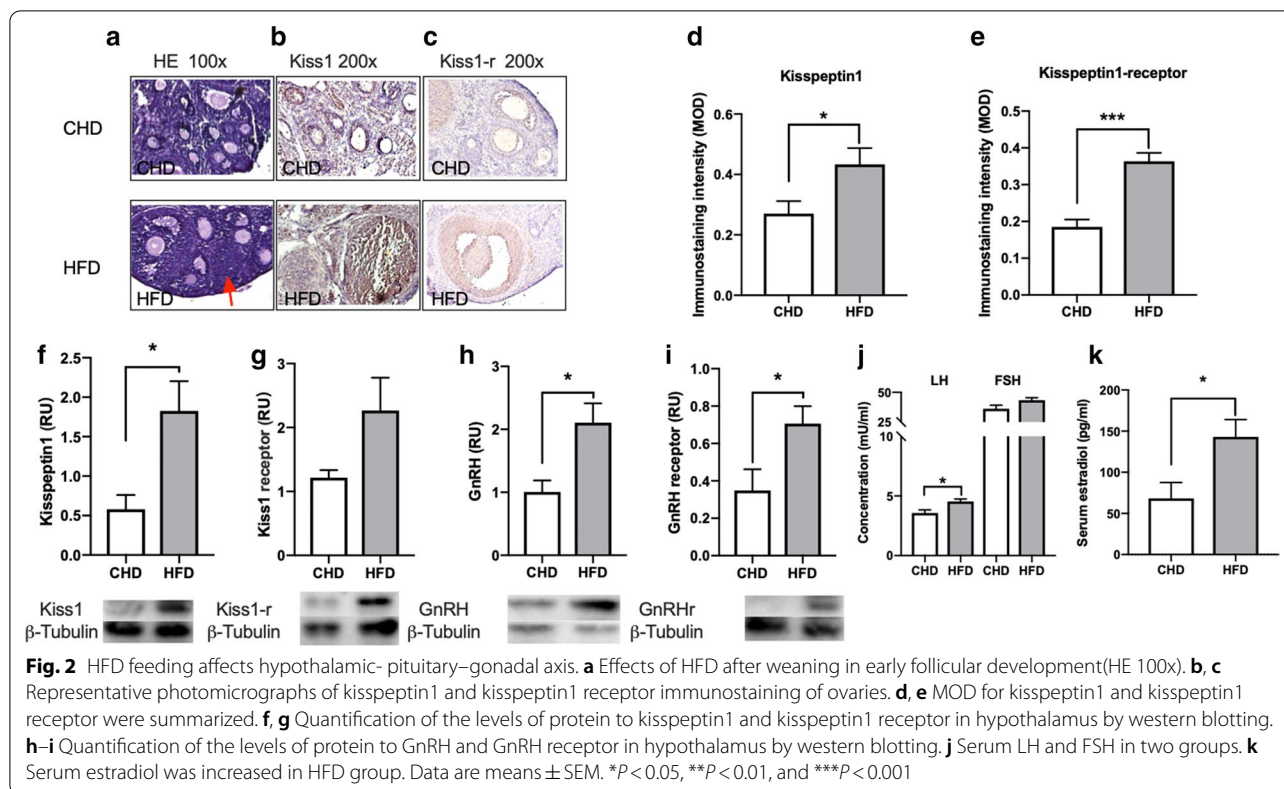 a b c d e
HE 100x Kiss1 200x Kiss1-r 200x
CHD
CHD CHD CHD
HFD
HFD HFD HFD
Kisspeptin1
Immunostaining intensity (MOD)
0.6
0.4
0.2
0.0
*
CHD HFD
Kisspeptin1-receptor
Immunostaining intensity (MOD)
0.5
0.4
0.3
0.2
0.1
0.0
***
CHD HFD
f g h i j k
Kisspeptin1 (RU)
2.5
2.0
1.5
1.0
0.5
0.0
*
CHD HFD
Kiss1 receptor (RU)
3
2
1
0
CHD HFD
GnRH (RU)
3
2
1
0
*
CHD HFD
GnRH receptor (RU)
1.0
0.8
0.6
0.4
0.2
0.0
*
CHD HFD
LH FSH
Concentration (mU/ml)
50
25
10
5
0
*
CHD HFD CHD HFD
Serum estradiol (pg/ml)
200
150
100
50
0
*
CHD HFD
Kiss1 Kiss1-r GnRH GnRHr
β-Tubulin β-Tubulin β-Tubulin β-Tubulin
Fig. 2 HFD feeding affects hypothalamic- pituitary–gonadal axis. a Effects of HFD after weaning in early follicular development(HE 100x). b, c
Representative photomicrographs of kisspeptin1 and kisspeptin1 receptor immunostaining of ovaries. d, e MOD for kisspeptin1 and kisspeptin1
receptor were summarized. f, g Quantification of the levels of protein to kisspeptin1 and kisspeptin1 receptor in hypothalamus by western blotting.
h–i Quantification of the levels of protein to GnRH and GnRH receptor in hypothalamus by western blotting. j Serum LH and FSH in two groups. k
Serum estradiol was increased in HFD group. Data are means ± SEM. *P < 0.05, **P < 0.01, and ***P < 0.001